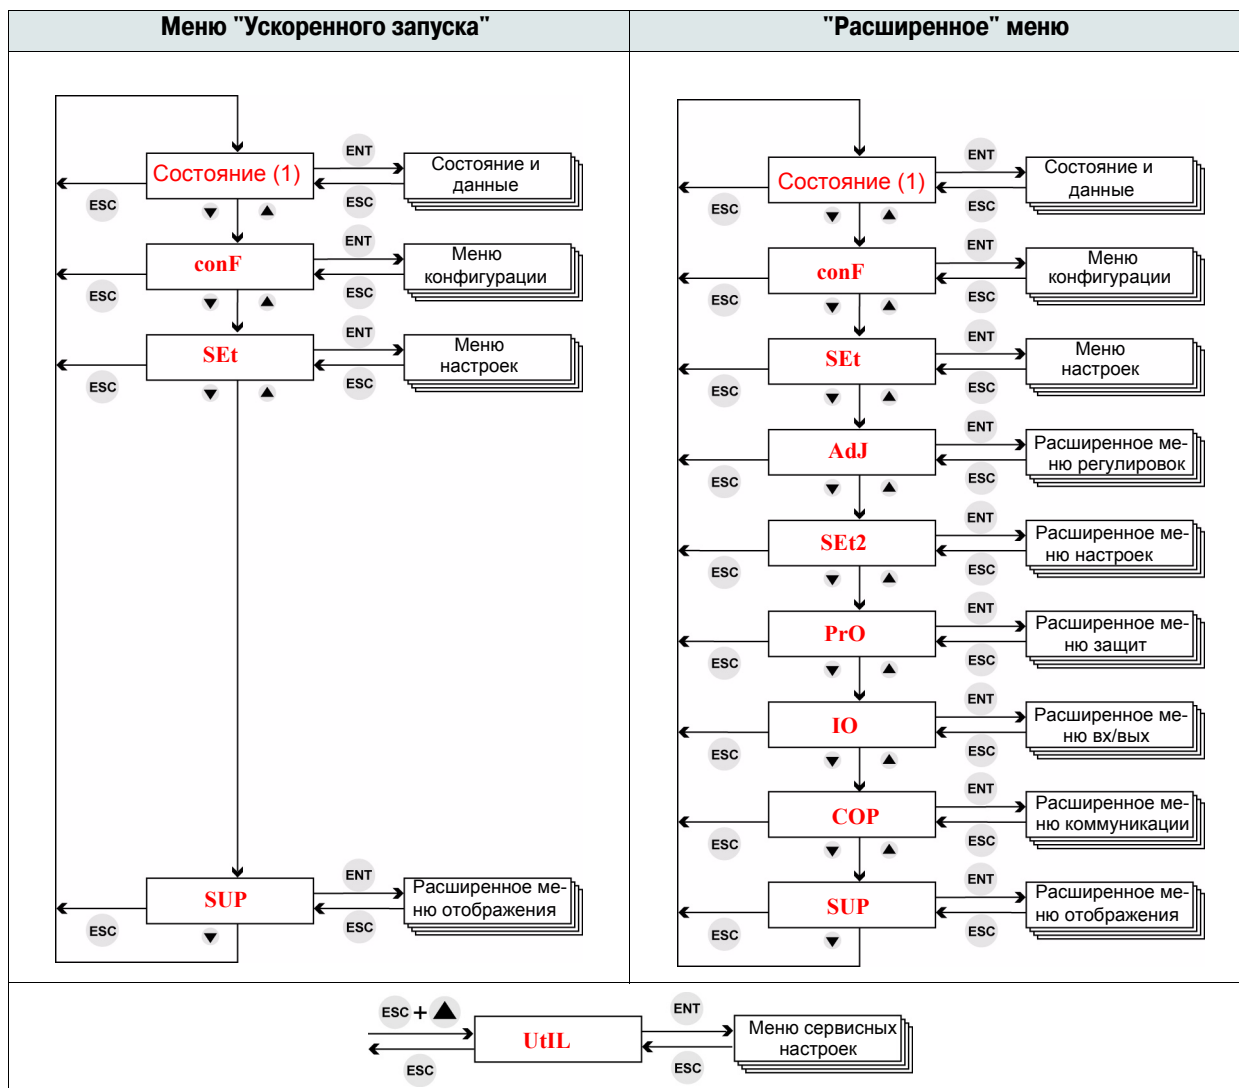 Меню "Ускоренного запуска"
"Расширенное" меню
Состояние (1)
ENT
ESC
ESC
Состояние и
данные
conF
ENT
ESC
ESC
Меню
конфигурации
SEt
ENT
ESC
ESC
Меню
настроек
SUP
ENT
ESC
ESC
Расширенное ме-
ню отображения
Состояние (1)
ENT
ESC
ESC
Состояние и
данные
conF
ENT
ESC
ESC
Меню
конфигурации
SEt
ENT
ESC
ESC
Меню
настроек
AdJ
ENT
ESC
ESC
Расширенное ме-
ню регулировок
SEt2
ENT
ESC
ESC
Расширенное ме-
ню настроек
PrO
ENT
ESC
ESC
Расширенное ме-
ню защит
IO
ENT
ESC
ESC
Расширенное ме-
ню вх/вых
COP
ENT
ESC
ESC
Расширенное ме-
ню коммуникации
SUP
ENT
ESC
ESC
Расширенное ме-
ню отображения
ESC +
ESC
UtIL
ENT
ESC
Меню сервисных
настроек